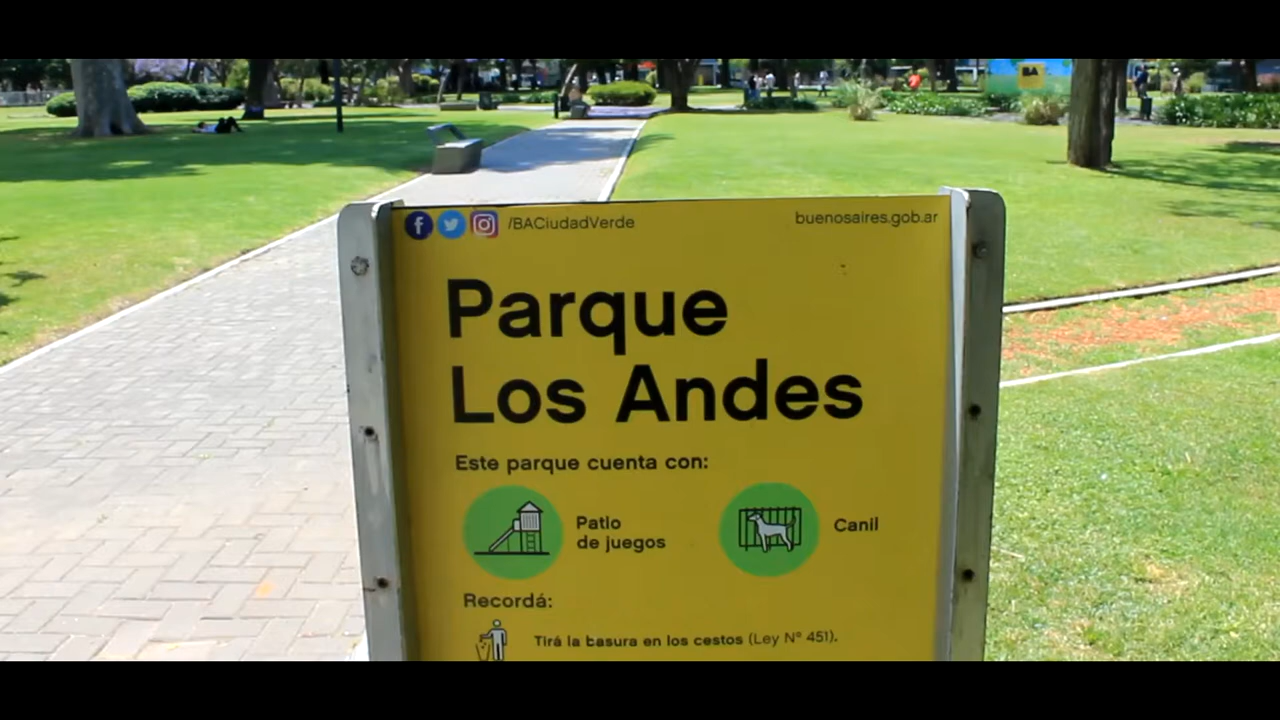 /BACiudadVerde
buenosaires.gob.ar
Parque
Los Andes
Este parque cuenta con:
Patio
de juegos
Canil
Recordá:
Tirá la basura en los cestos (Ley Nº 451).
BA